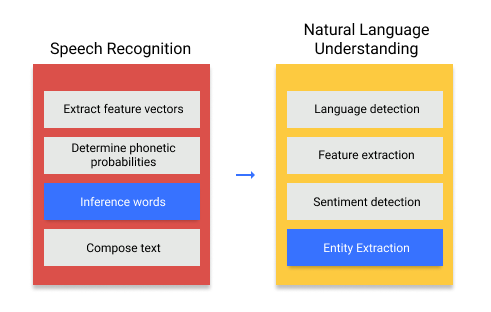 Speech Recognition
Extract feature vectors
Determine phonetic
probabilities
Inference words
Compose text
Natural Language
Understanding
Language detection
Feature extraction
Sentiment detection
Entity Extraction